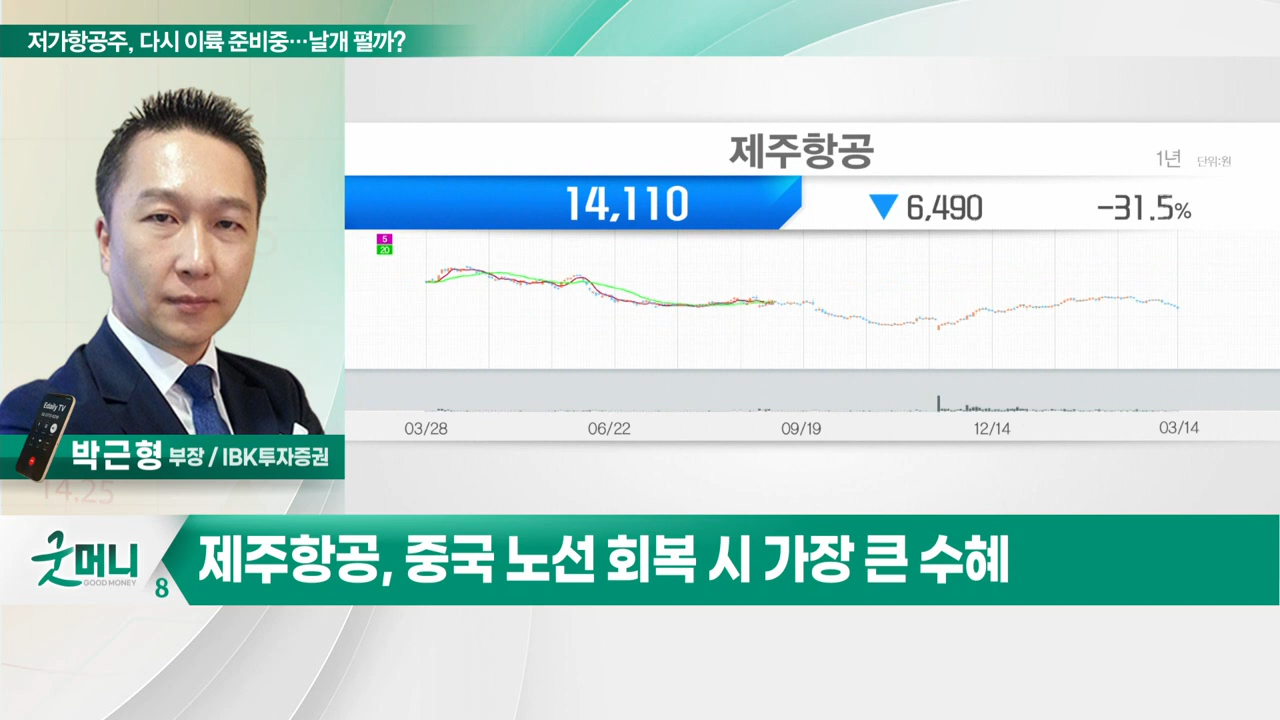 저가항공주, 다시 이륙 준비중…날개 펼까?
제주항공
1년 단위:원
14,110 ▼ 6,490 -31.5%
5
20
03/28 06/22 09/19 12/14 03/14
Edaily TV
박근형 부장 / IBK투자증권
14.25
굿머니
GOOD MONEY
8
제주항공, 중국 노선 회복 시 가장 큰 수혜